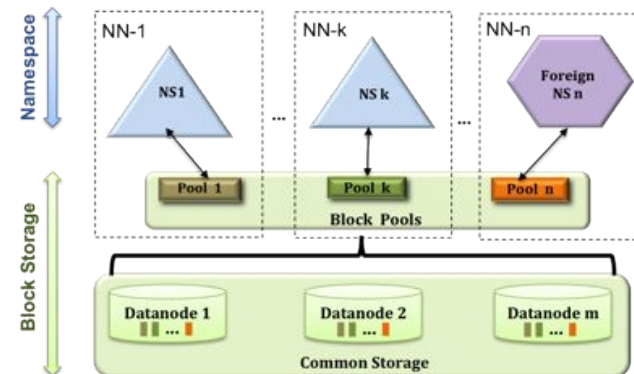 NN-1
NN-k
NN-n
Namespace
NS1
NS k
Foreign
NS n
...
...
Pool 1
Pool k
Pool n
Block Pools
Block Storage
Datanode 1
Datanode 2
Datanode m
...
...
...
Common Storage